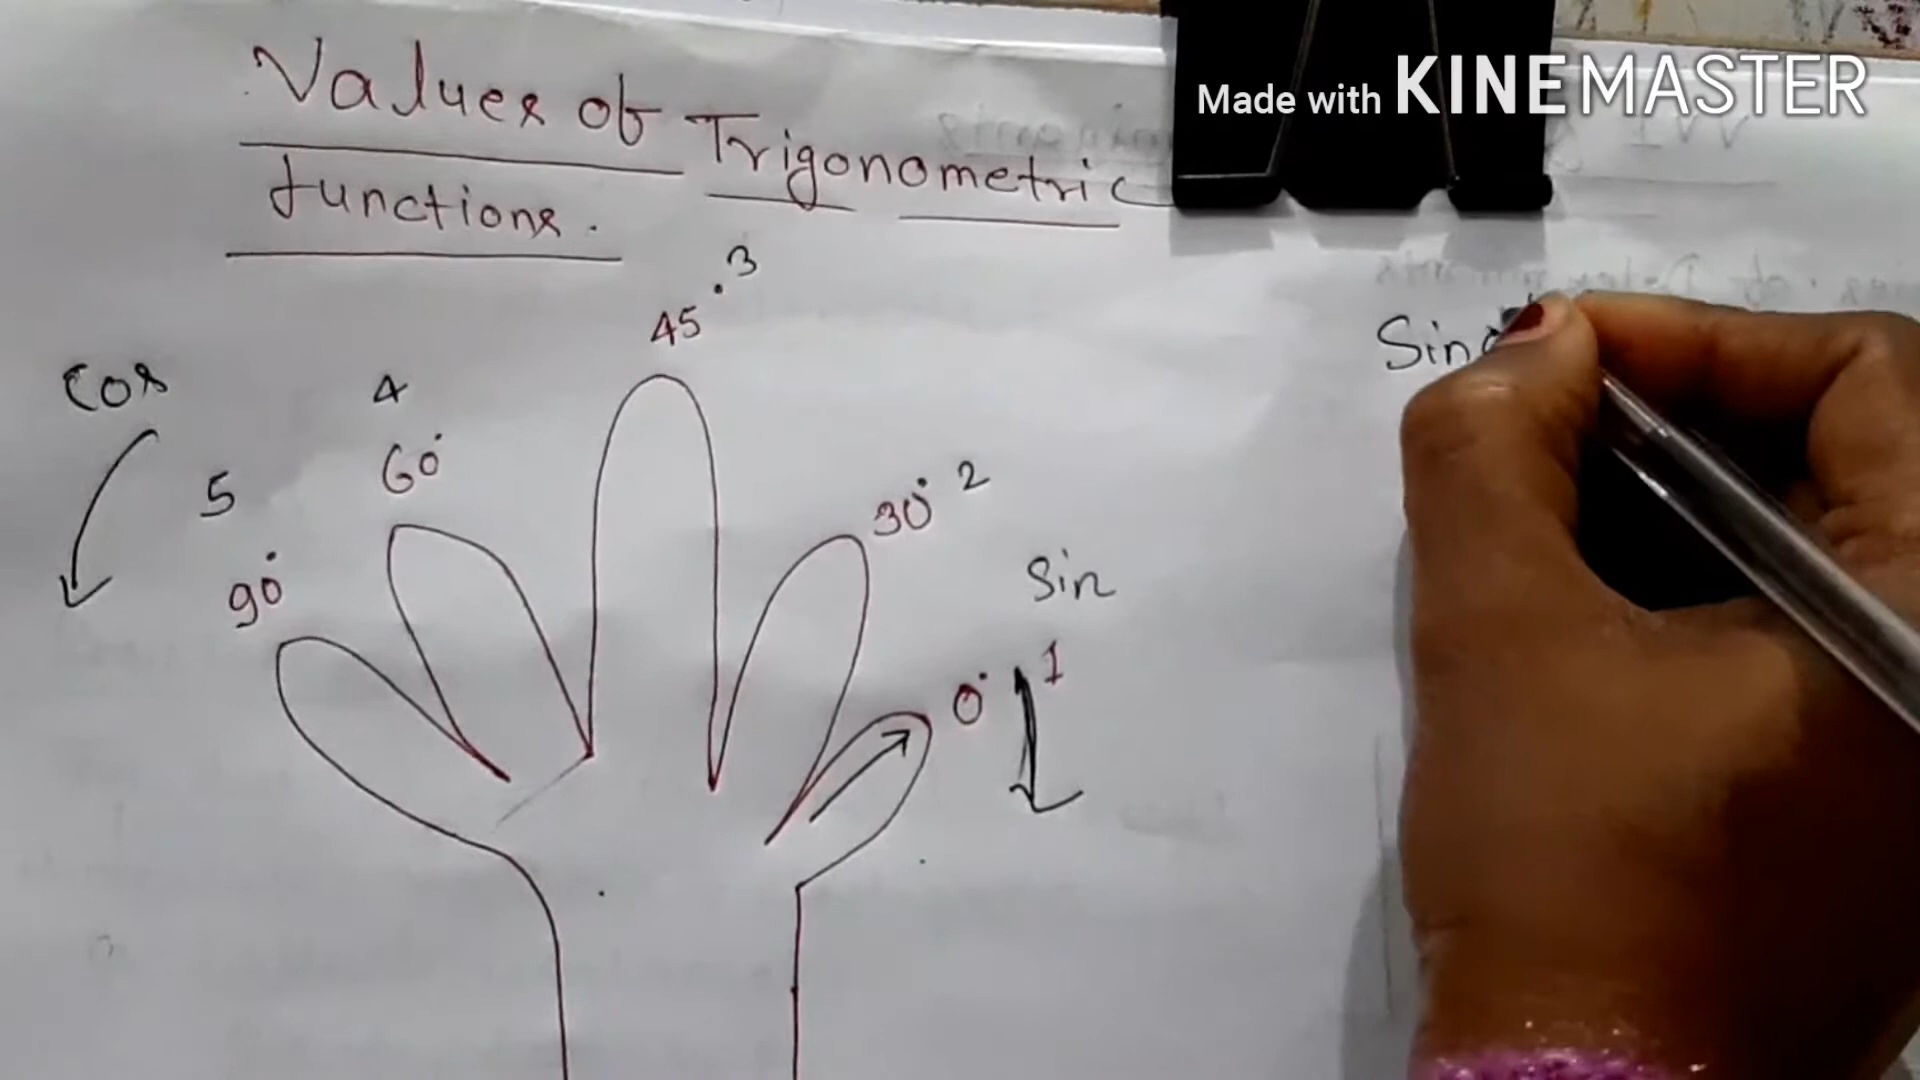 Made with KINEMASTER
Values of Trigonometric
functions.
3
45
Cos
4
60°
5
90°
30° 2
Sin
0° 1
Sin